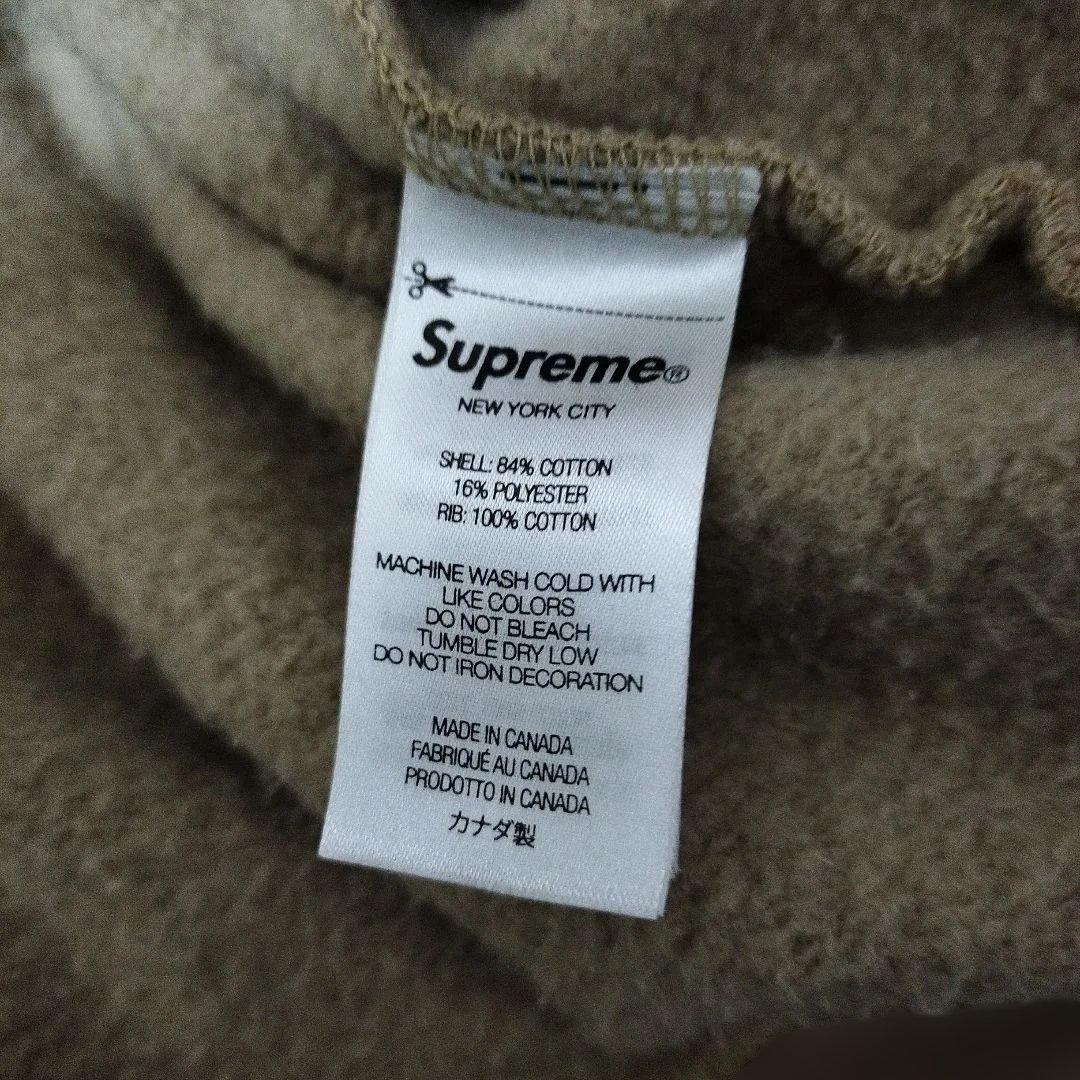 Supreme®
NEW YORK CITY
SHELL: 84% COTTON
16% POLYESTER
RIB: 100% COTTON
MACHINE WASH COLD WITH
LIKE COLORS
DO NOT BLEACH
TUMBLE DRY LOW
DO NOT IRON DECORATION
MADE IN CANADA
FABRIQUÉ AU CANADA
PRODOTTO IN CANADA
カナダ製